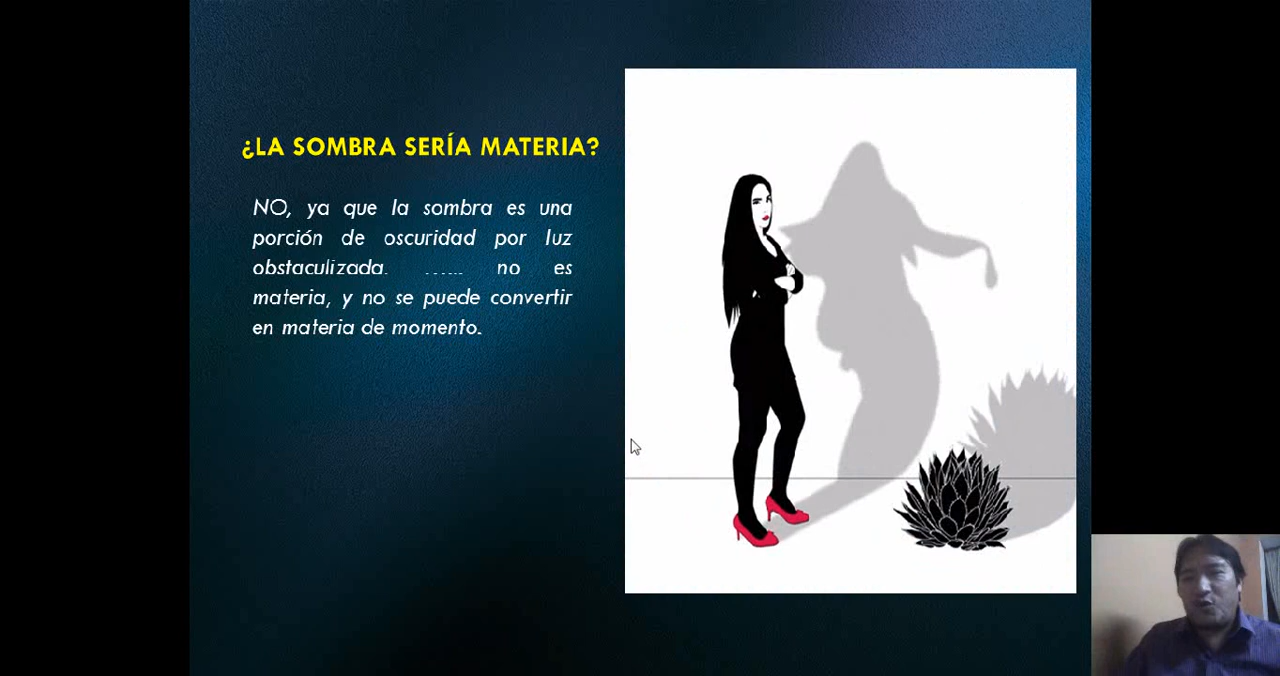 ¿LA SOMBRA SERÍA MATERIA?
NO, ya que la sombra es una
porción de oscuridad por luz
obstaculizada. ...... no es
materia, y no se puede convertir
en materia de momento.